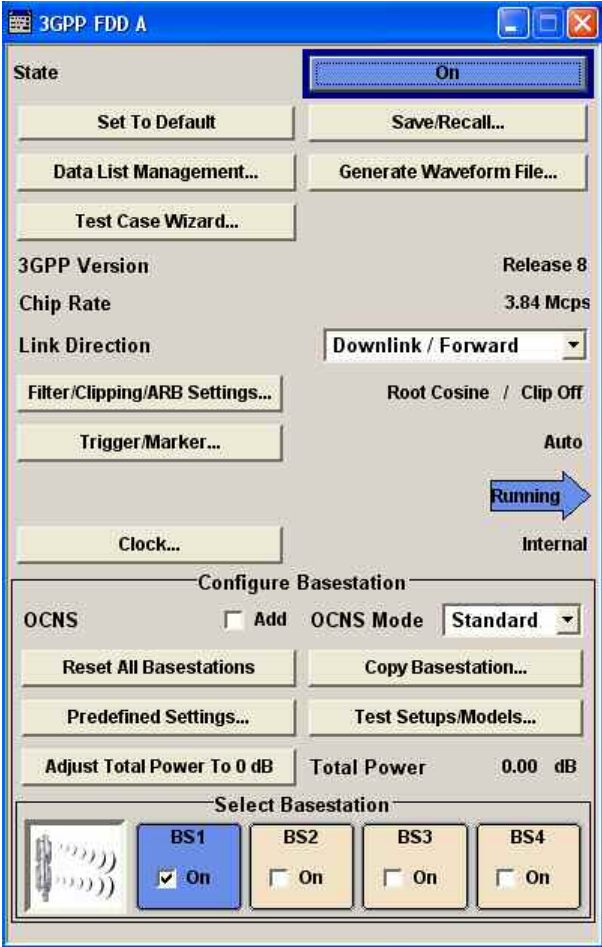 3GPP FDD A
State On
Set To Default Save/Recall...
Data List Management... Generate Waveform File...
Test Case Wizard...
3GPP Version Release 8
Chip Rate 3.84 Mcps
Link Direction Downlink / Forward
Filter/Clipping/ARB Settings... Root Cosine / Clip Off
Trigger/Marker... Auto
Running
Clock... Internal
Configure Basestation
OCNS Add OCNS Mode Standard
Reset All Basestations Copy Basestation...
Predefined Settings... Test Setups/Models...
Adjust Total Power To 0 dB Total Power 0.00 dB
Select Basestation
BS1 BS2 BS3 BS4
On On On On